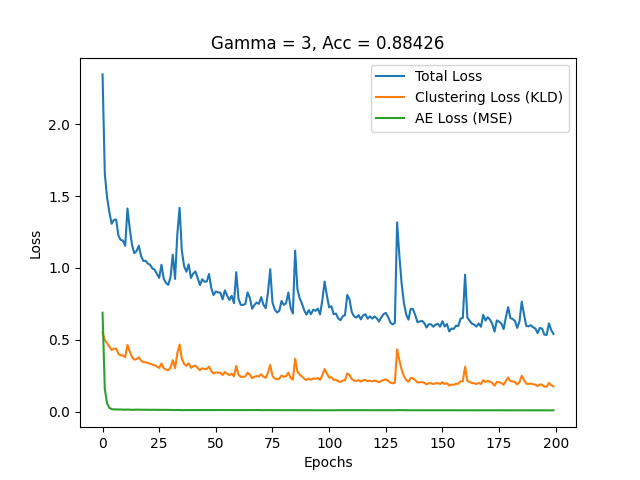 Gamma = 3, Acc = 0.88426
Total Loss
Clustering Loss (KLD)
AE Loss (MSE)
Loss
2.0
1.5
1.0
0.5
0.0
0 25 50 75 100 125 150 175 200
Epochs